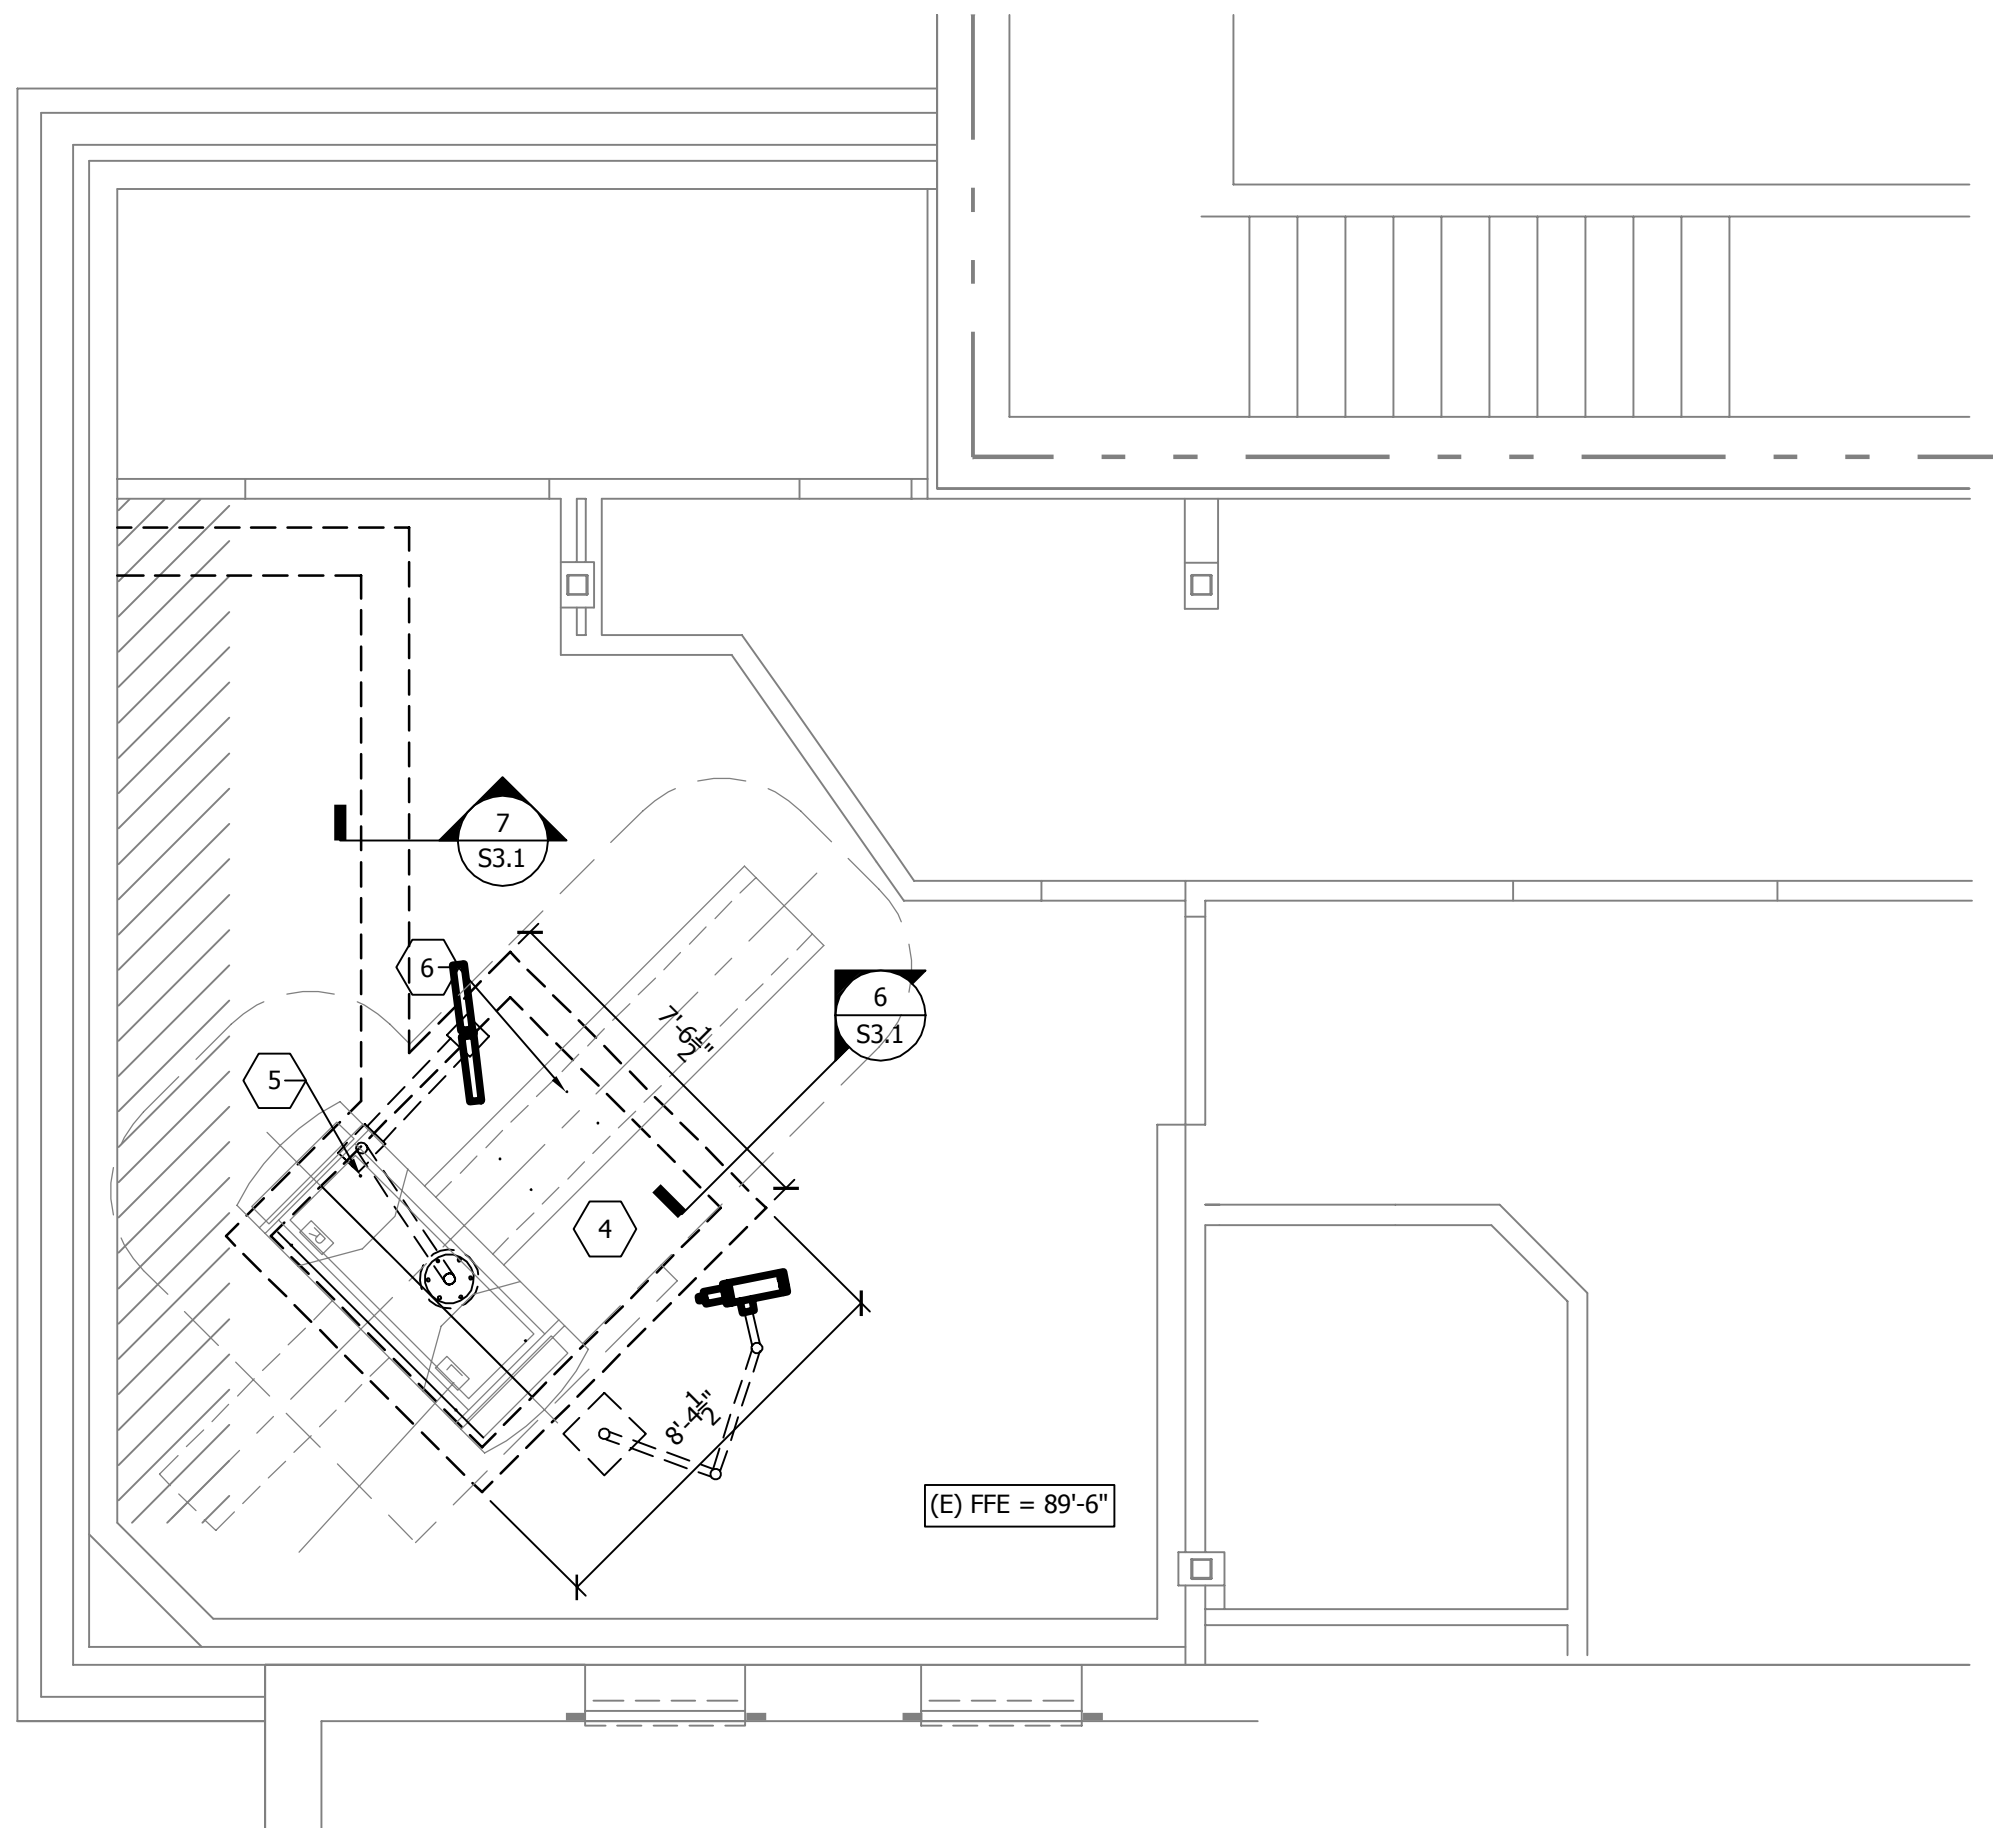 7
S3.1
6
6
S3.1
7'-6 1/2"
5
4
R
L
8'-4 1/2"
(E) FFE = 89'-6"